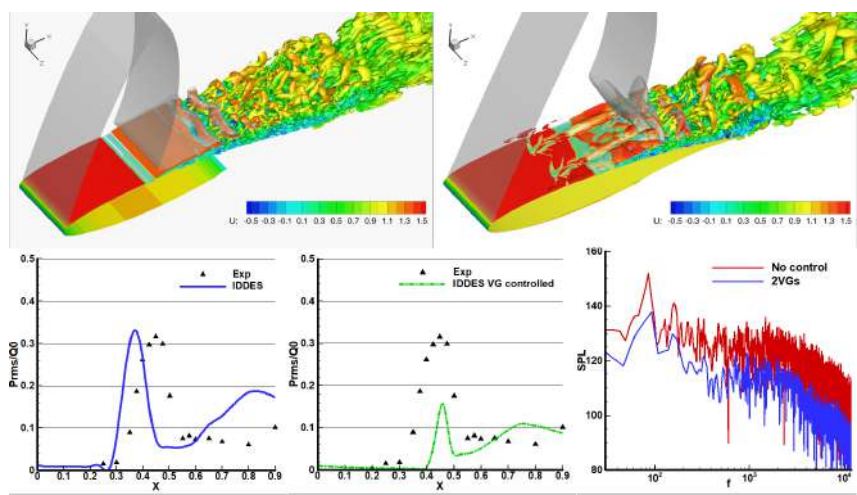 Y
X
Z
U: -0.5 -0.3 -0.1 0.1 0.3 0.5 0.7 0.9 1.1 1.3 1.5
Y
X
Z
U: -0.5 -0.3 -0.1 0.1 0.3 0.5 0.7 0.9 1.1 1.3 1.5
0.5
0.4
0.3
0.2
0.1
0
Prms/Q0
Exp
IDDES
0 0.1 0.2 0.3 0.4 0.5 0.6 0.7 0.8 0.9
X
0.5
0.4
0.3
0.2
0.1
0
Prms/Q0
Exp
IDDES VG controlled
0 0.1 0.2 0.3 0.4 0.5 0.6 0.7 0.8 0.9
X
160
140
120
100
80
SPL
No control
2VGs
10² 10³ 10⁴
f